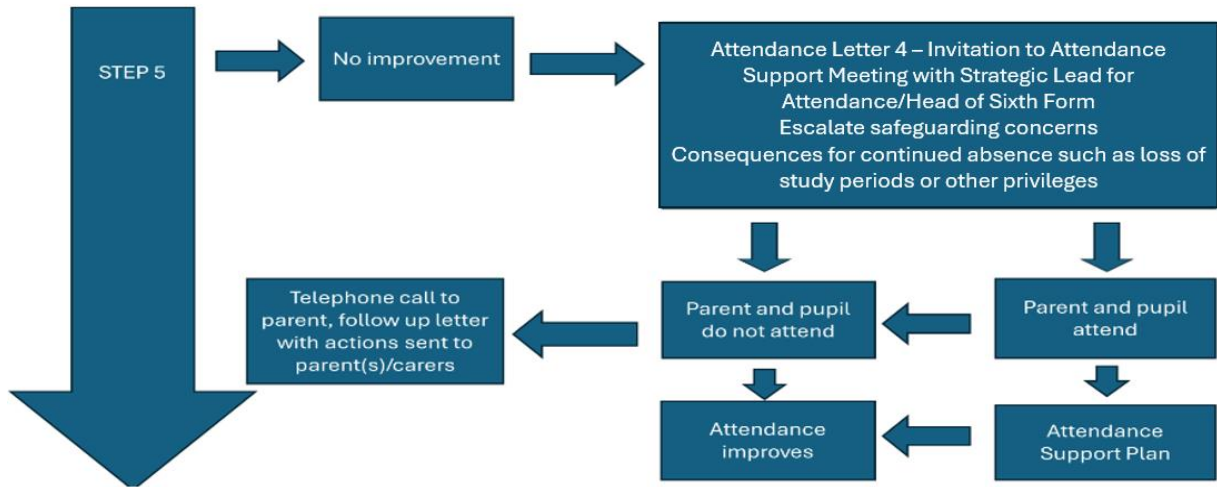 STEP 5
No improvement
Attendance Letter 4 – Invitation to Attendance
Support Meeting with Strategic Lead for
Attendance/Head of Sixth Form
Escalate safeguarding concerns
Consequences for continued absence such as loss of
study periods or other privileges
Telephone call to
parent, follow up letter
with actions sent to
parent(s)/carers
Parent and pupil
do not attend
Parent and pupil
attend
Attendance
improves
Attendance
Support Plan